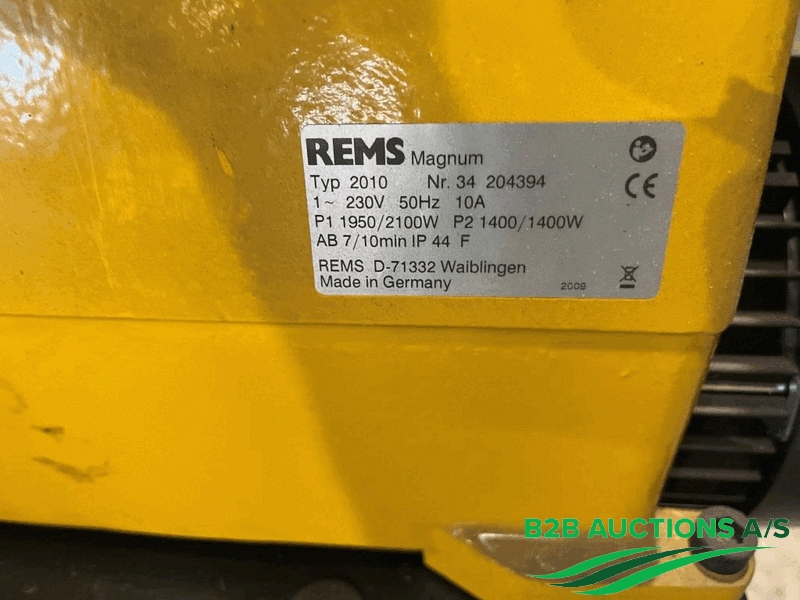 REMS Magnum
Typ 2010 Nr. 34 204394
1~ 230V 50Hz 10A
P1 1950/2100W P2 1400/1400W
AB 7/10min IP 44 F
REMS D-71332 Waiblingen
Made in Germany 2009
CE
B2B AUCTIONS A/S